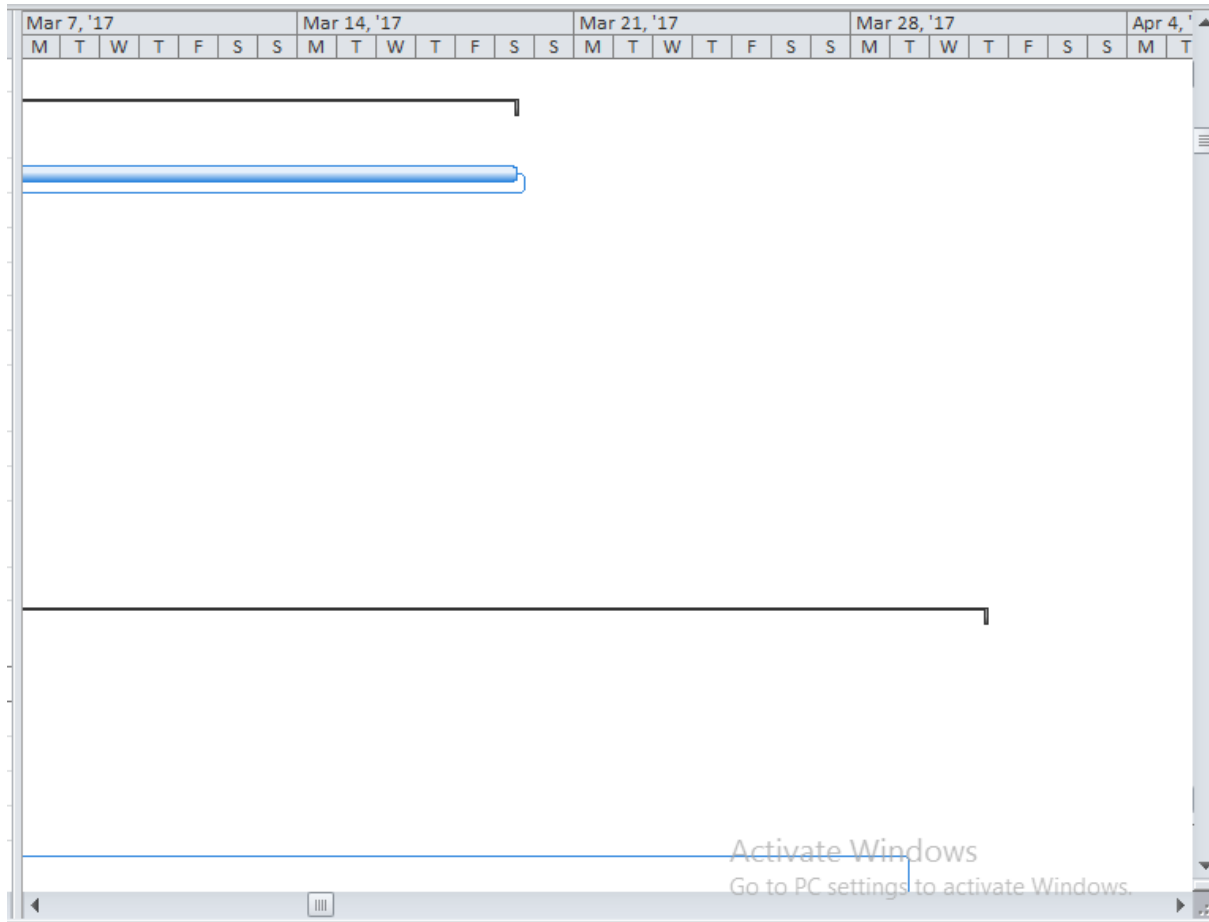 Mar 7, '17 Mar 14, '17 Mar 21, '17 Mar 28, '17 Apr 4, '
M T W T F S S M T W T F S S M T W T F S S M T W T F S S M T
Activate Windows
Go to PC settings to activate Windows.